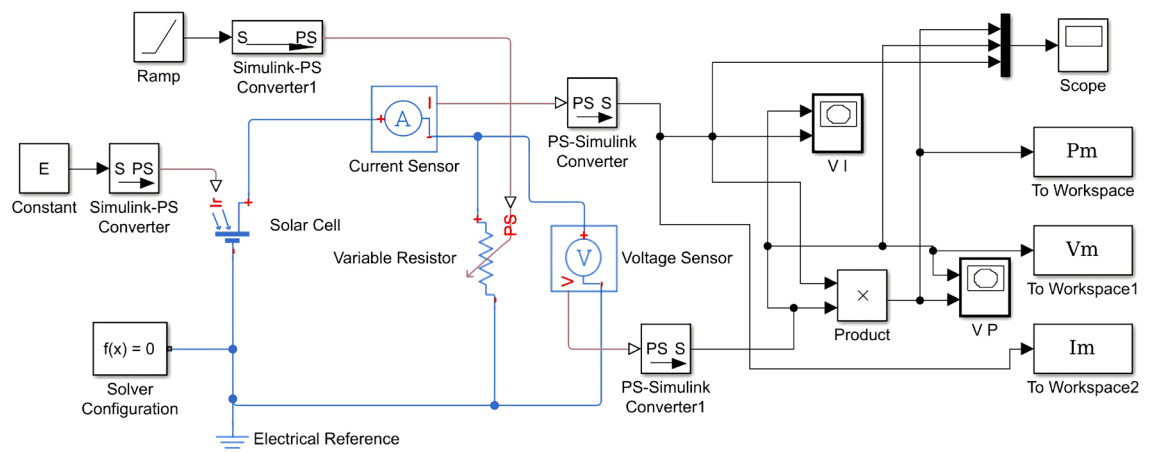 Ramp
S PS
Simulink-PS
Converter1
E
Constant
S PS
Simulink-PS
Converter
Ir
+
-
Solar Cell
f(x) = 0
Solver
Configuration
Electrical Reference
A
+
I
-
Current Sensor
+
PS
-
Variable Resistor
+
V
V
-
Voltage Sensor
PS S
PS-Simulink
Converter
PS S
PS-Simulink
Converter1
V I
×
Product
V P
Scope
Pm
To Workspace
Vm
To Workspace1
Im
To Workspace2